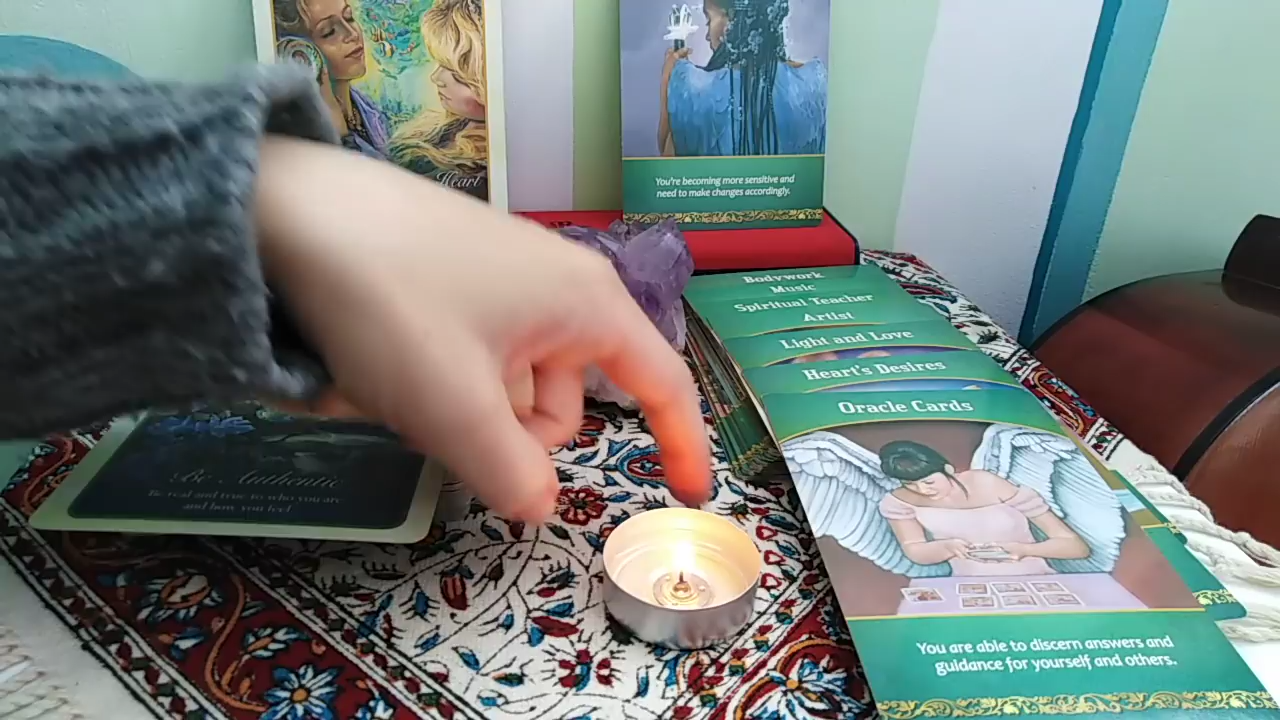 Heart
You're becoming more sensitive and
need to make changes accordingly.
Bodywork
Music
Spiritual Teacher
Artist
Light and Love
Heart's Desires
Oracle Cards
You are able to discern answers and
guidance for yourself and others.
Be Authentic
Be real and true to who you are
and how you feel